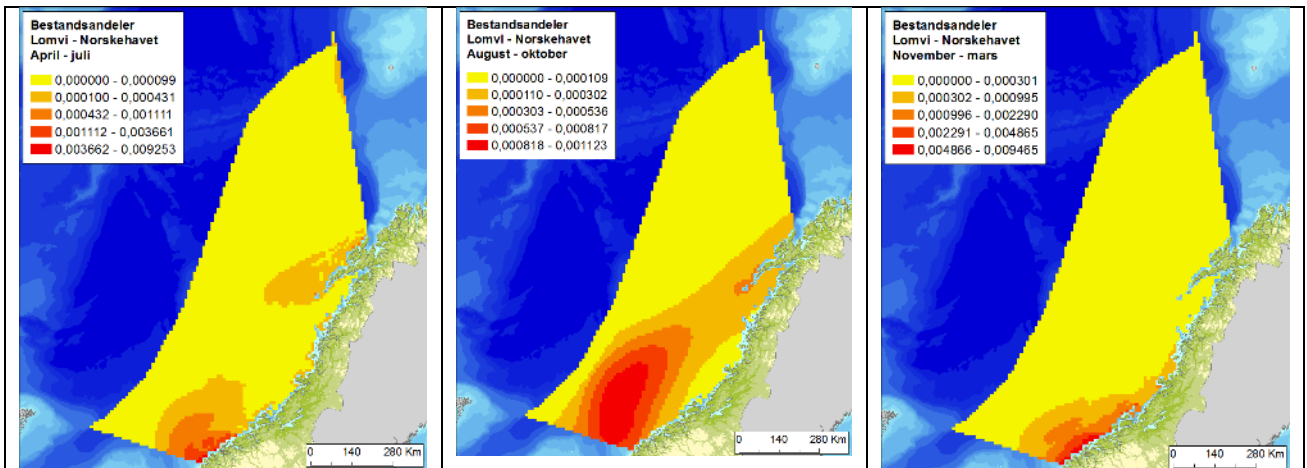 Bestandsandeler
Lomvi - Norskehavet
April - juli
0,000000 - 0,000099
0,000100 - 0,000431
0,000432 - 0,001111
0,001112 - 0,003661
0,003662 - 0,009253
0 140 280 Km
Bestandsandeler
Lomvi - Norskehavet
August - oktober
0,000000 - 0,000109
0,000110 - 0,000302
0,000303 - 0,000536
0,000537 - 0,000817
0,000818 - 0,001123
0 140 280 Km
Bestandsandeler
Lomvi - Norskehavet
November - mars
0,000000 - 0,000301
0,000302 - 0,000995
0,000996 - 0,002290
0,002291 - 0,004865
0,004866 - 0,009465
0 140 280 Km